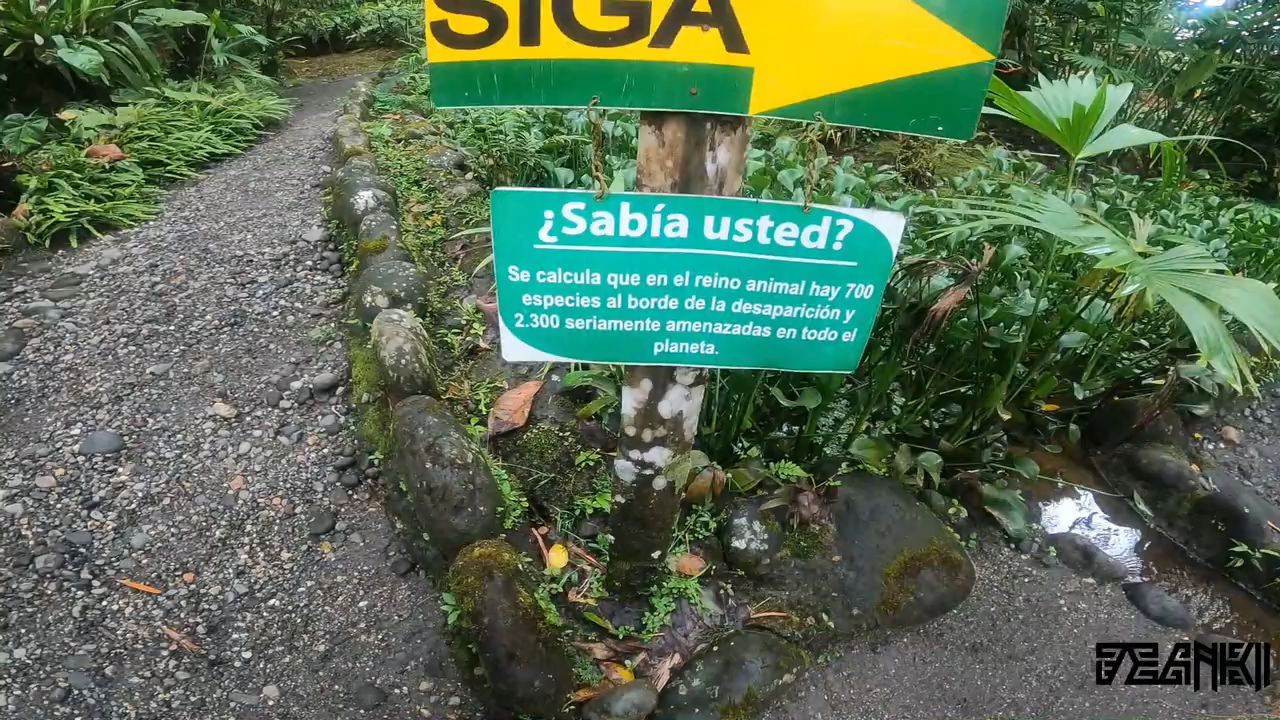 SIGA
¿Sabía usted?
Se calcula que en el reino animal hay 700
especies al borde de la desaparición y
2.300 seriamente amenazadas en todo el
planeta.